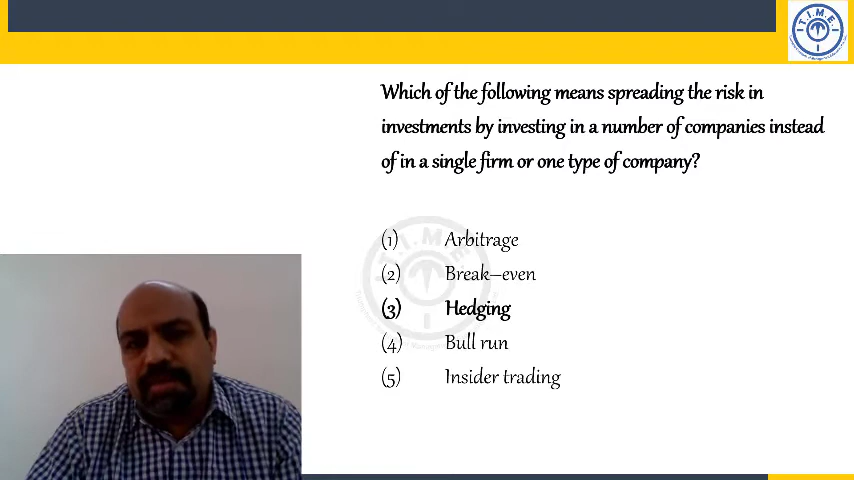 T.I.M.E.
Which of the following means spreading the risk in
investments by investing in a number of companies instead
of in a single firm or one type of company?
(1) Arbitrage
(2) Break–even
(3) Hedging
(4) Bull run
(5) Insider trading